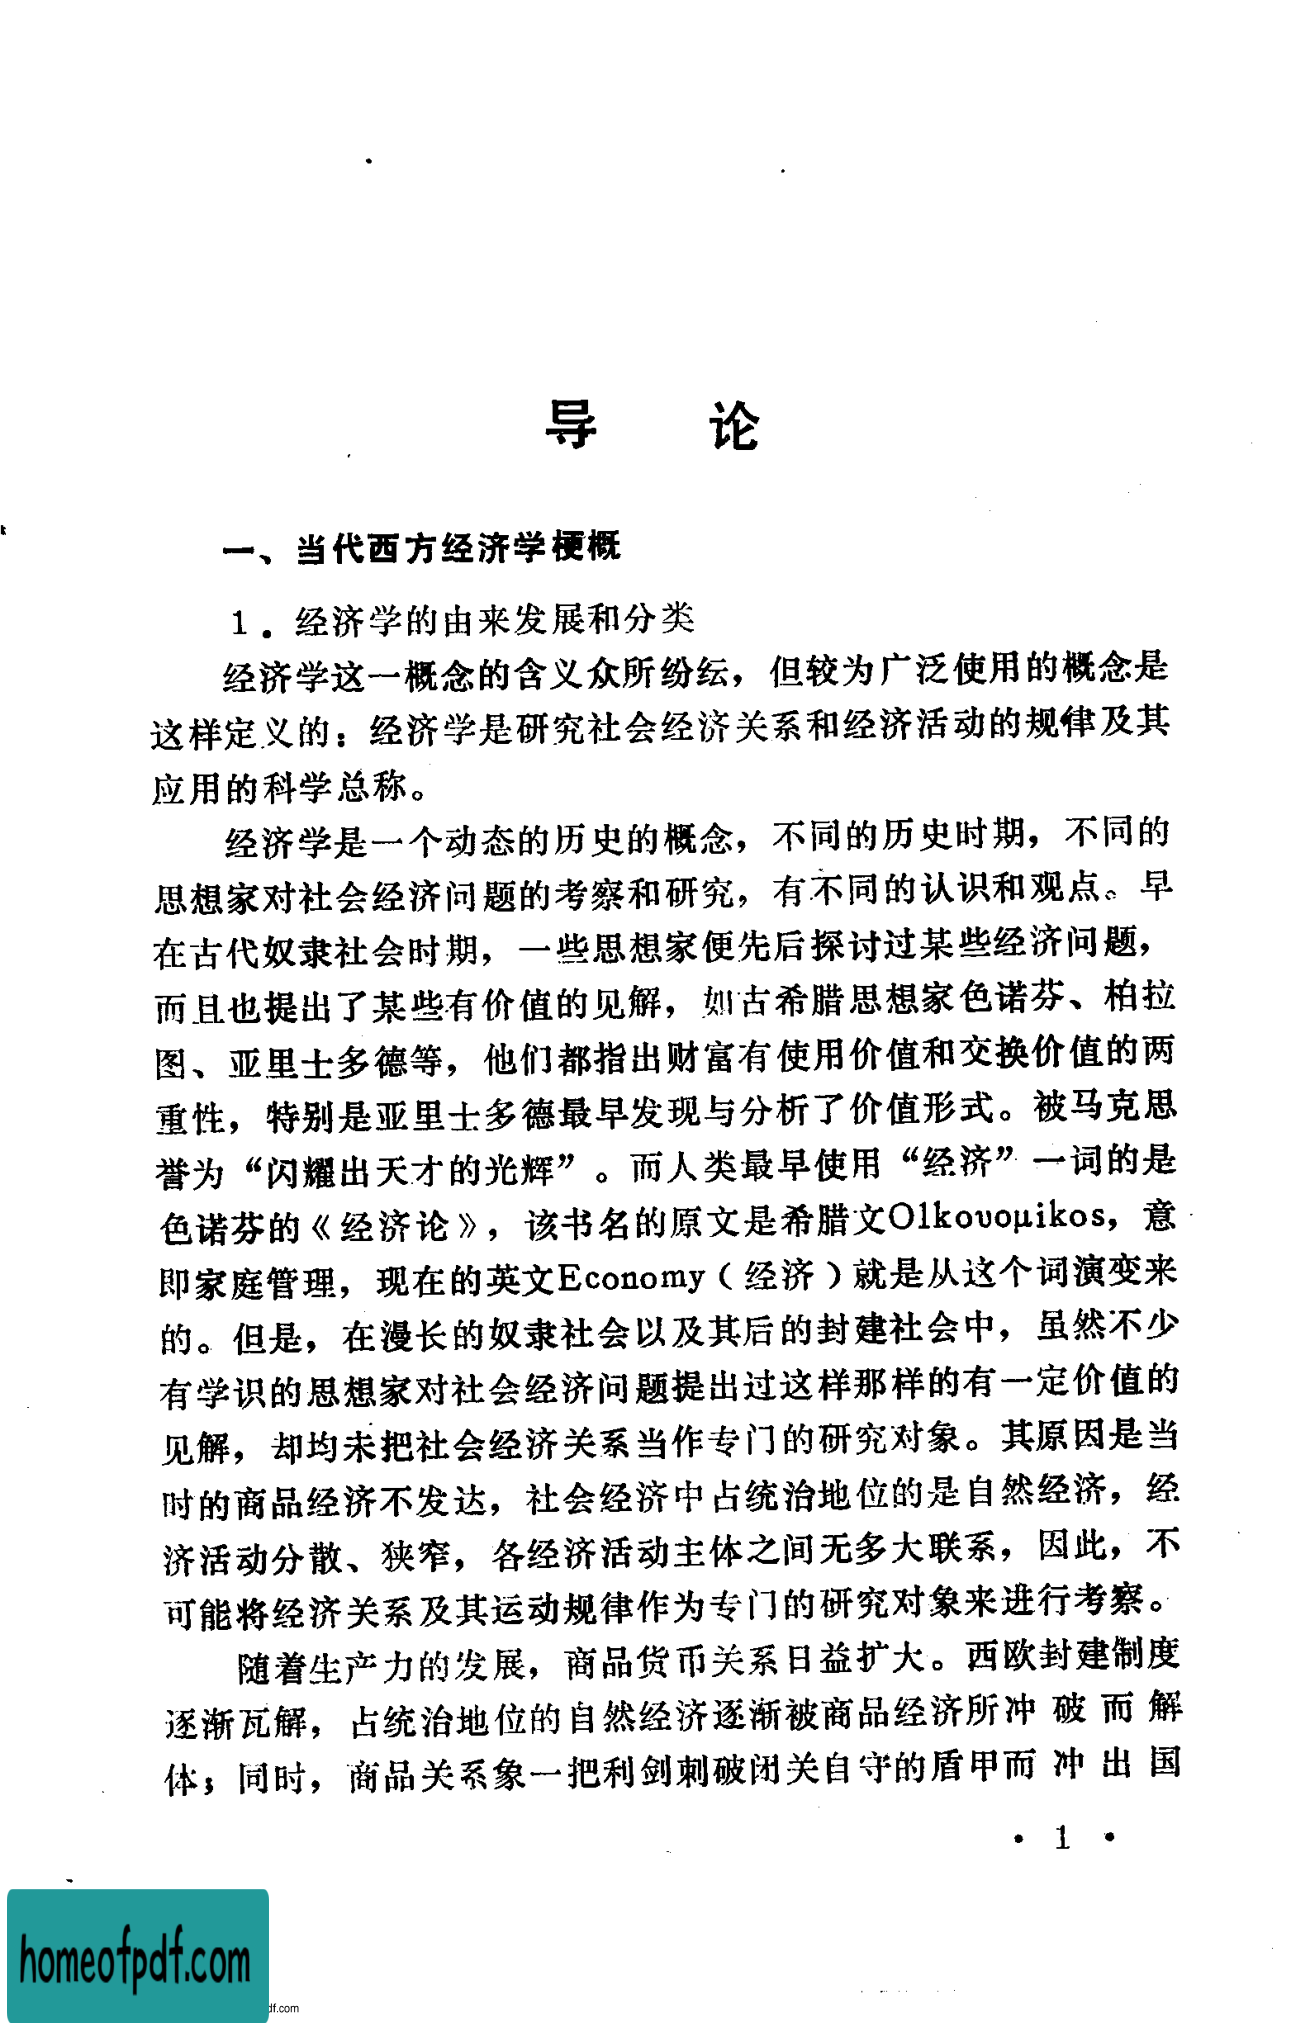 导 论
一、当代西方经济学梗概
1．经济学的由来发展和分类
经济学这一概念的含义众所纷纭，但较为广泛使用的概念是
这样定义的：经济学是研究社会经济关系和经济活动的规律及其
应用的科学总称。
经济学是一个动态的历史的概念，不同的历史时期，不同的
思想家对社会经济问题的考察和研究，有不同的认识和观点。早
在古代奴隶社会时期，一些思想家便先后探讨过某些经济问题，
而且也提出了某些有价值的见解，如古希腊思想家色诺芬、柏拉
图、亚里士多德等，他们都指出财富有使用价值和交换价值的两
重性，特别是亚里士多德最早发现与分析了价值形式。被马克思
誉为“闪耀出天才的光辉”。而人类最早使用“经济”一词的是
色诺芬的《经济论》，该书名的原文是希腊文Olkoυoμikos，意
即家庭管理，现在的英文Economy（经济）就是从这个词演变来
的。但是，在漫长的奴隶社会以及其后的封建社会中，虽然不少
有学识的思想家对社会经济问题提出过这样那样的有一定价值的
见解，却均未把社会经济关系当作专门的研究对象。其原因是当
时的商品经济不发达，社会经济中占统治地位的是自然经济，经
济活动分散、狭窄，各经济活动主体之间无多大联系，因此，不
可能将经济关系及其运动规律作为专门的研究对象来进行考察。
随着生产力的发展，商品货币关系日益扩大。西欧封建制度
逐渐瓦解，占统治地位的自然经济逐渐被商品经济所冲破而解
体；同时，商品关系象一把利剑刺破闭关自守的盾甲而冲出国
• 1 •
homeofpdf.com
df.com